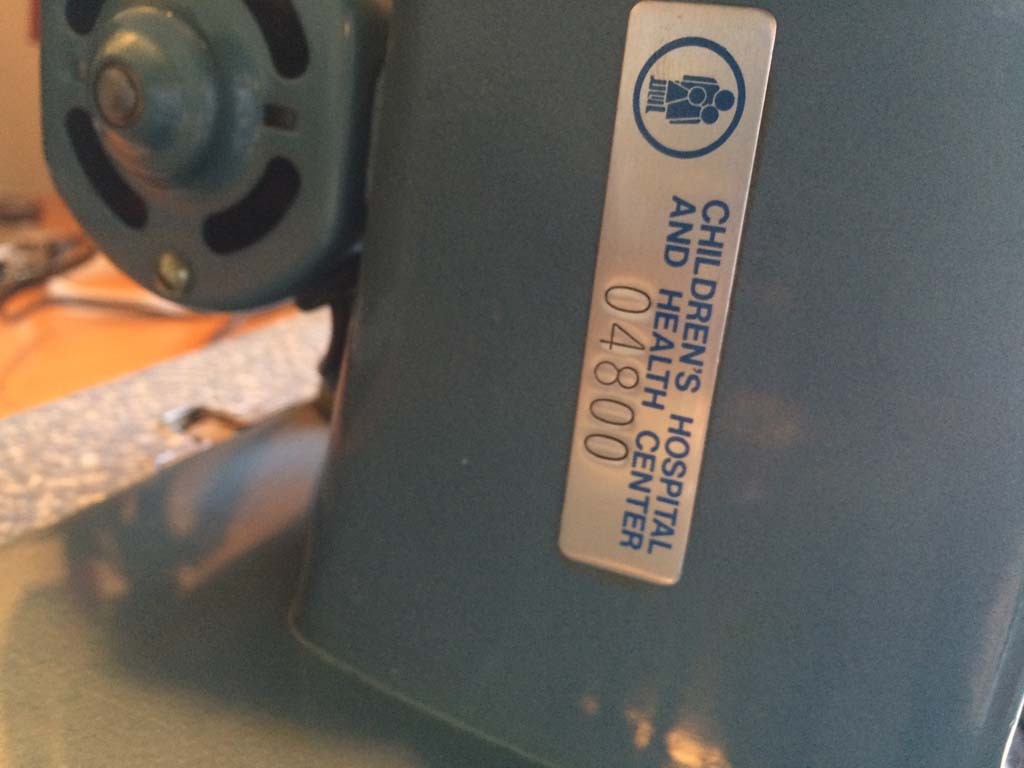 CHILDREN'S HOSPITAL
AND HEALTH CENTER
04800